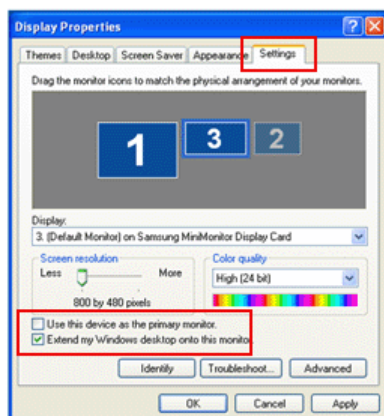 Display Properties
Themes Desktop Screen Saver Appearance Settings
Drag the monitor icons to match the physical arrangement of your monitors.
1 3 2
Display:
3. (Default Monitor) on Samsung MiniMonitor Display Card
Screen resolution
Less More
800 by 480 pixels
Color quality
High (24 bit)
Use this device as the primary monitor.
Extend my Windows desktop onto this monitor.
Identify Troubleshoot... Advanced
OK Cancel Apply